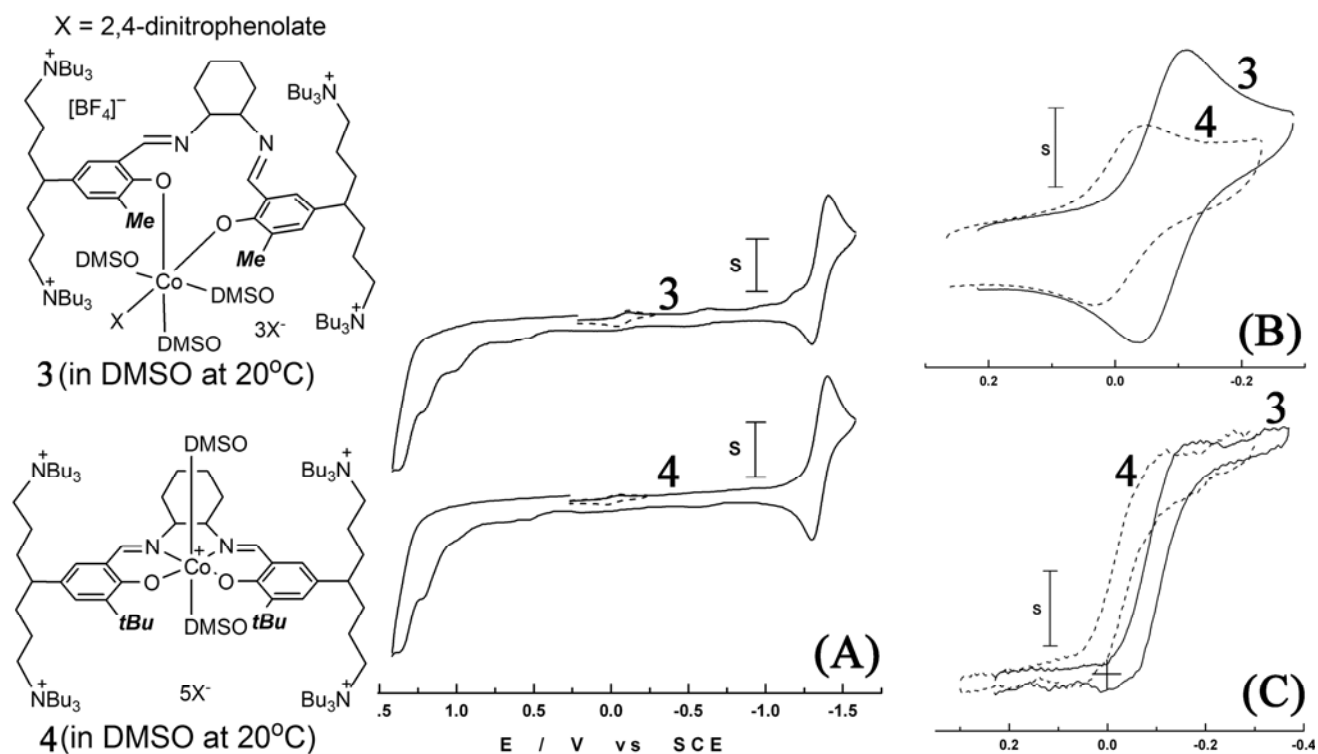 X = 2,4-dinitrophenolate
+
NBu3
[BF4]−
+
Bu3N
N
N
O
O
Me
Me
DMSO
Co
DMSO
X
DMSO
3X-
+
NBu3
+
Bu3N
3 (in DMSO at 20°C)
DMSO
+
NBu3
+
Bu3N
N
N
+
Co
O
O
tBu
DMSO
tBu
+
NBu3
+
Bu3N
5X-
4 (in DMSO at 20°C)
3
S
4
S
(A)
.5 1.0 0.5 0.0 -0.5 -1.0 -1.5
E / V vs SCE
3
4
S
(B)
0.2 0.0 -0.2
3
4
S
(C)
0.2 0.0 -0.2 -0.4